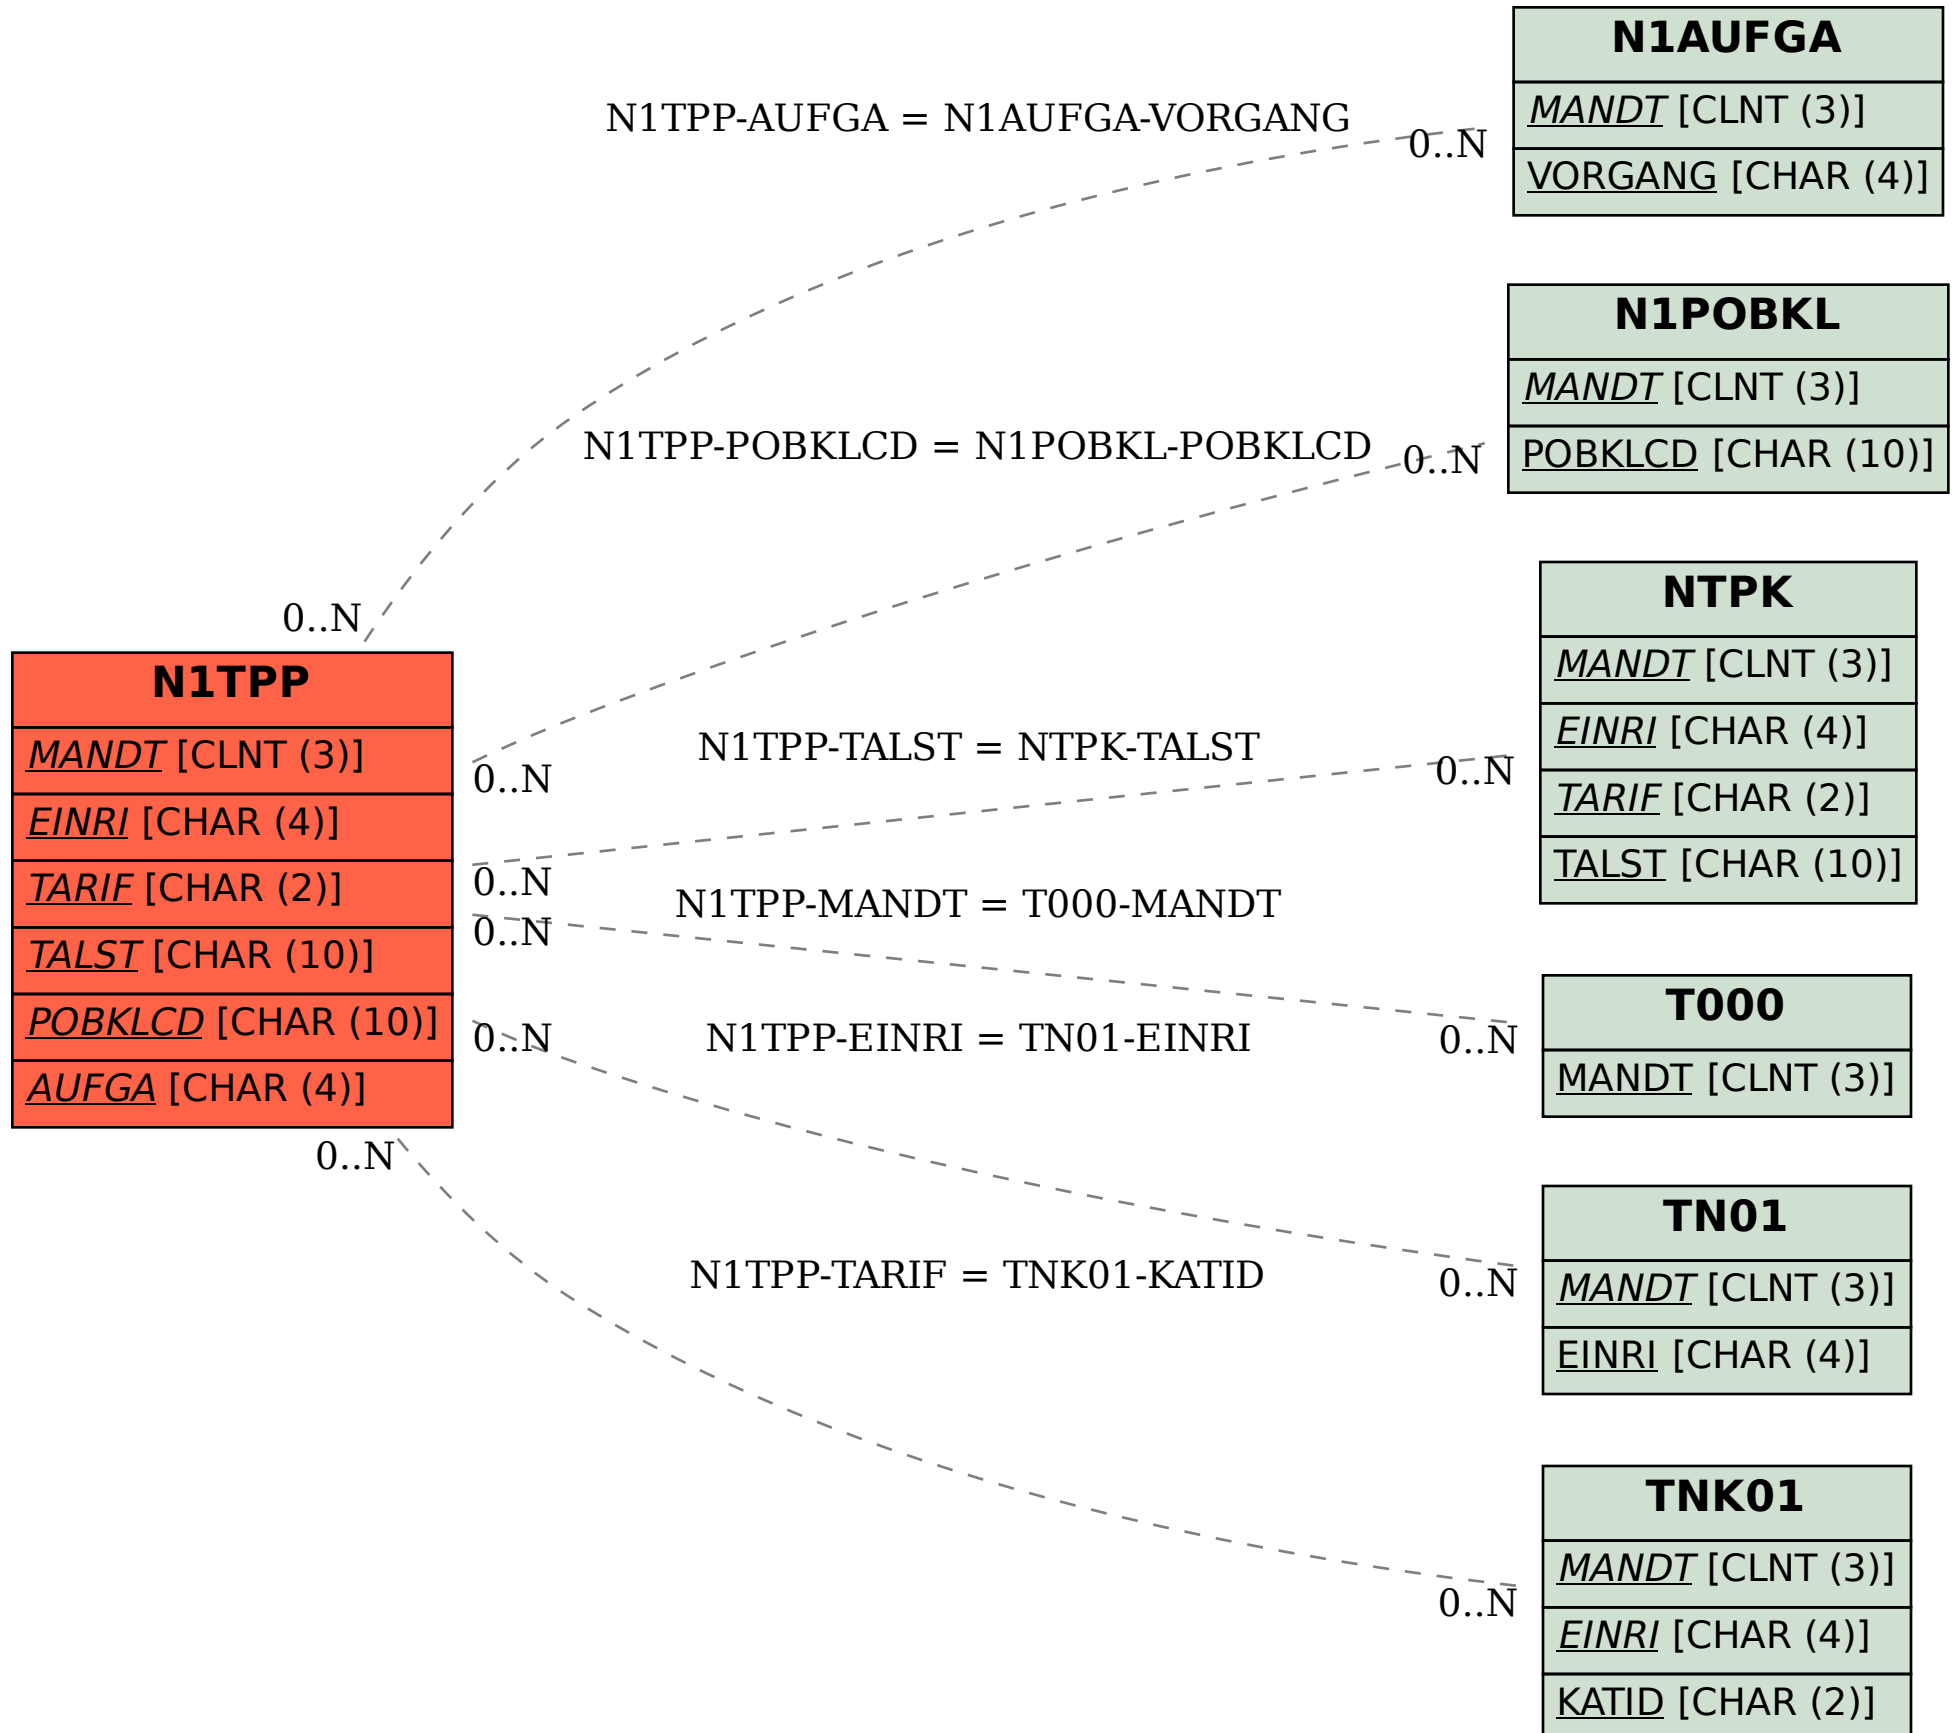 N1AUFGA
MANDT [CLNT (3)]
VORGANG [CHAR (4)]
N1TPP-AUFGA = N1AUFGA-VORGANG
0..N
0..N
N1POBKL
MANDT [CLNT (3)]
POBKLCD [CHAR (10)]
N1TPP-POBKLCD = N1POBKL-POBKLCD
0..N
0..N
NTPK
MANDT [CLNT (3)]
EINRI [CHAR (4)]
TARIF [CHAR (2)]
TALST [CHAR (10)]
N1TPP-TALST = NTPK-TALST
0..N
0..N
N1TPP
MANDT [CLNT (3)]
EINRI [CHAR (4)]
TARIF [CHAR (2)]
TALST [CHAR (10)]
POBKLCD [CHAR (10)]
AUFGA [CHAR (4)]
N1TPP-MANDT = T000-MANDT
0..N
0..N
T000
MANDT [CLNT (3)]
N1TPP-EINRI = TN01-EINRI
0..N
0..N
TN01
MANDT [CLNT (3)]
EINRI [CHAR (4)]
N1TPP-TARIF = TNK01-KATID
0..N
0..N
TNK01
MANDT [CLNT (3)]
EINRI [CHAR (4)]
KATID [CHAR (2)]